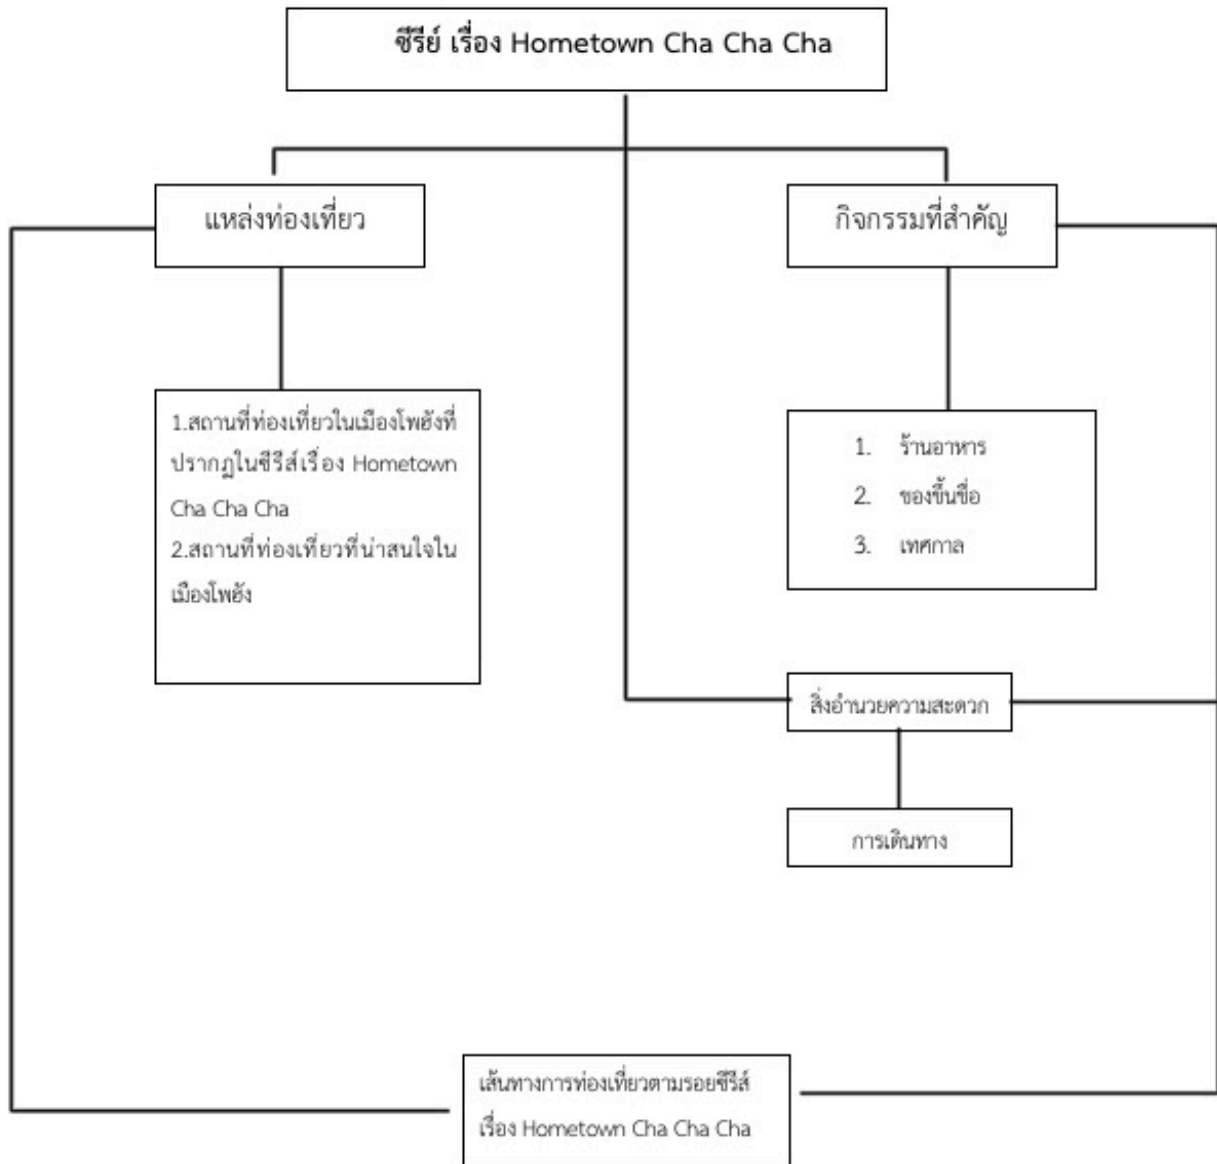 ซีรีย์ เรื่อง Hometown Cha Cha Cha
แหล่งท่องเที่ยว
กิจกรรมที่สำคัญ
1.สถานที่ท่องเที่ยวในเมืองโพฮังที่
ปรากฏในซีรีส์เรื่อง Hometown
Cha Cha Cha
2.สถานที่ท่องเที่ยวที่น่าสนใจใน
เมืองโพฮัง
1. ร้านอาหาร
2. ของขึ้นชื่อ
3. เทศกาล
สิ่งอำนวยความสะดวก
การเดินทาง
เส้นทางการท่องเที่ยวตามรอยซีรีส์
เรื่อง Hometown Cha Cha Cha